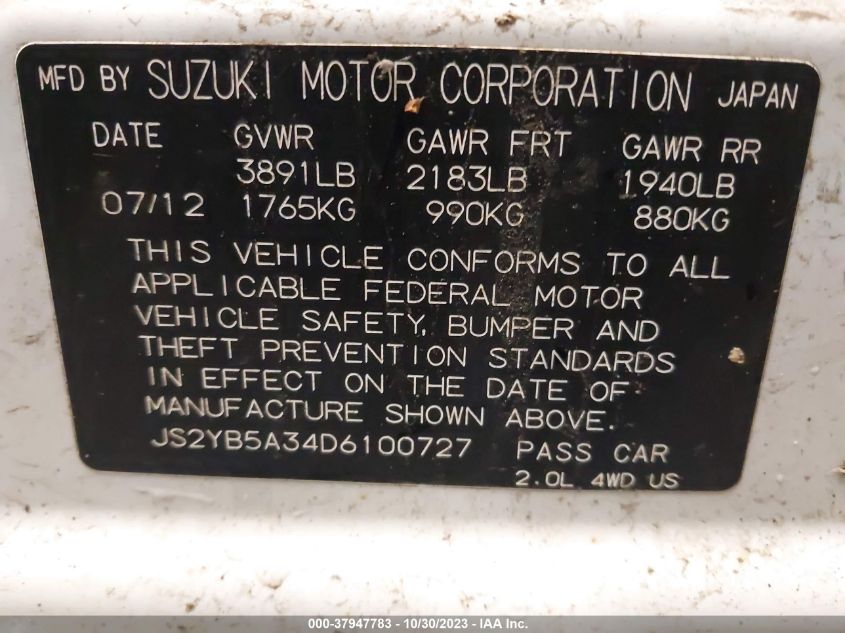 MFD BY SUZUKI MOTOR CORPORATION JAPAN
DATE GVWR GAWR FRT GAWR RR
3891LB 2183LB 1940LB
07/12 1765KG 990KG 880KG
THIS VEHICLE CONFORMS TO ALL
APPLICABLE FEDERAL MOTOR
VEHICLE SAFETY, BUMPER AND
THEFT PREVENTION STANDARDS
IN EFFECT ON THE DATE OF
MANUFACTURE SHOWN ABOVE.
JS2YB5A34D6100727 PASS CAR
2.0L 4WD US
000-37947783 - 10/30/2023 - IAA Inc.